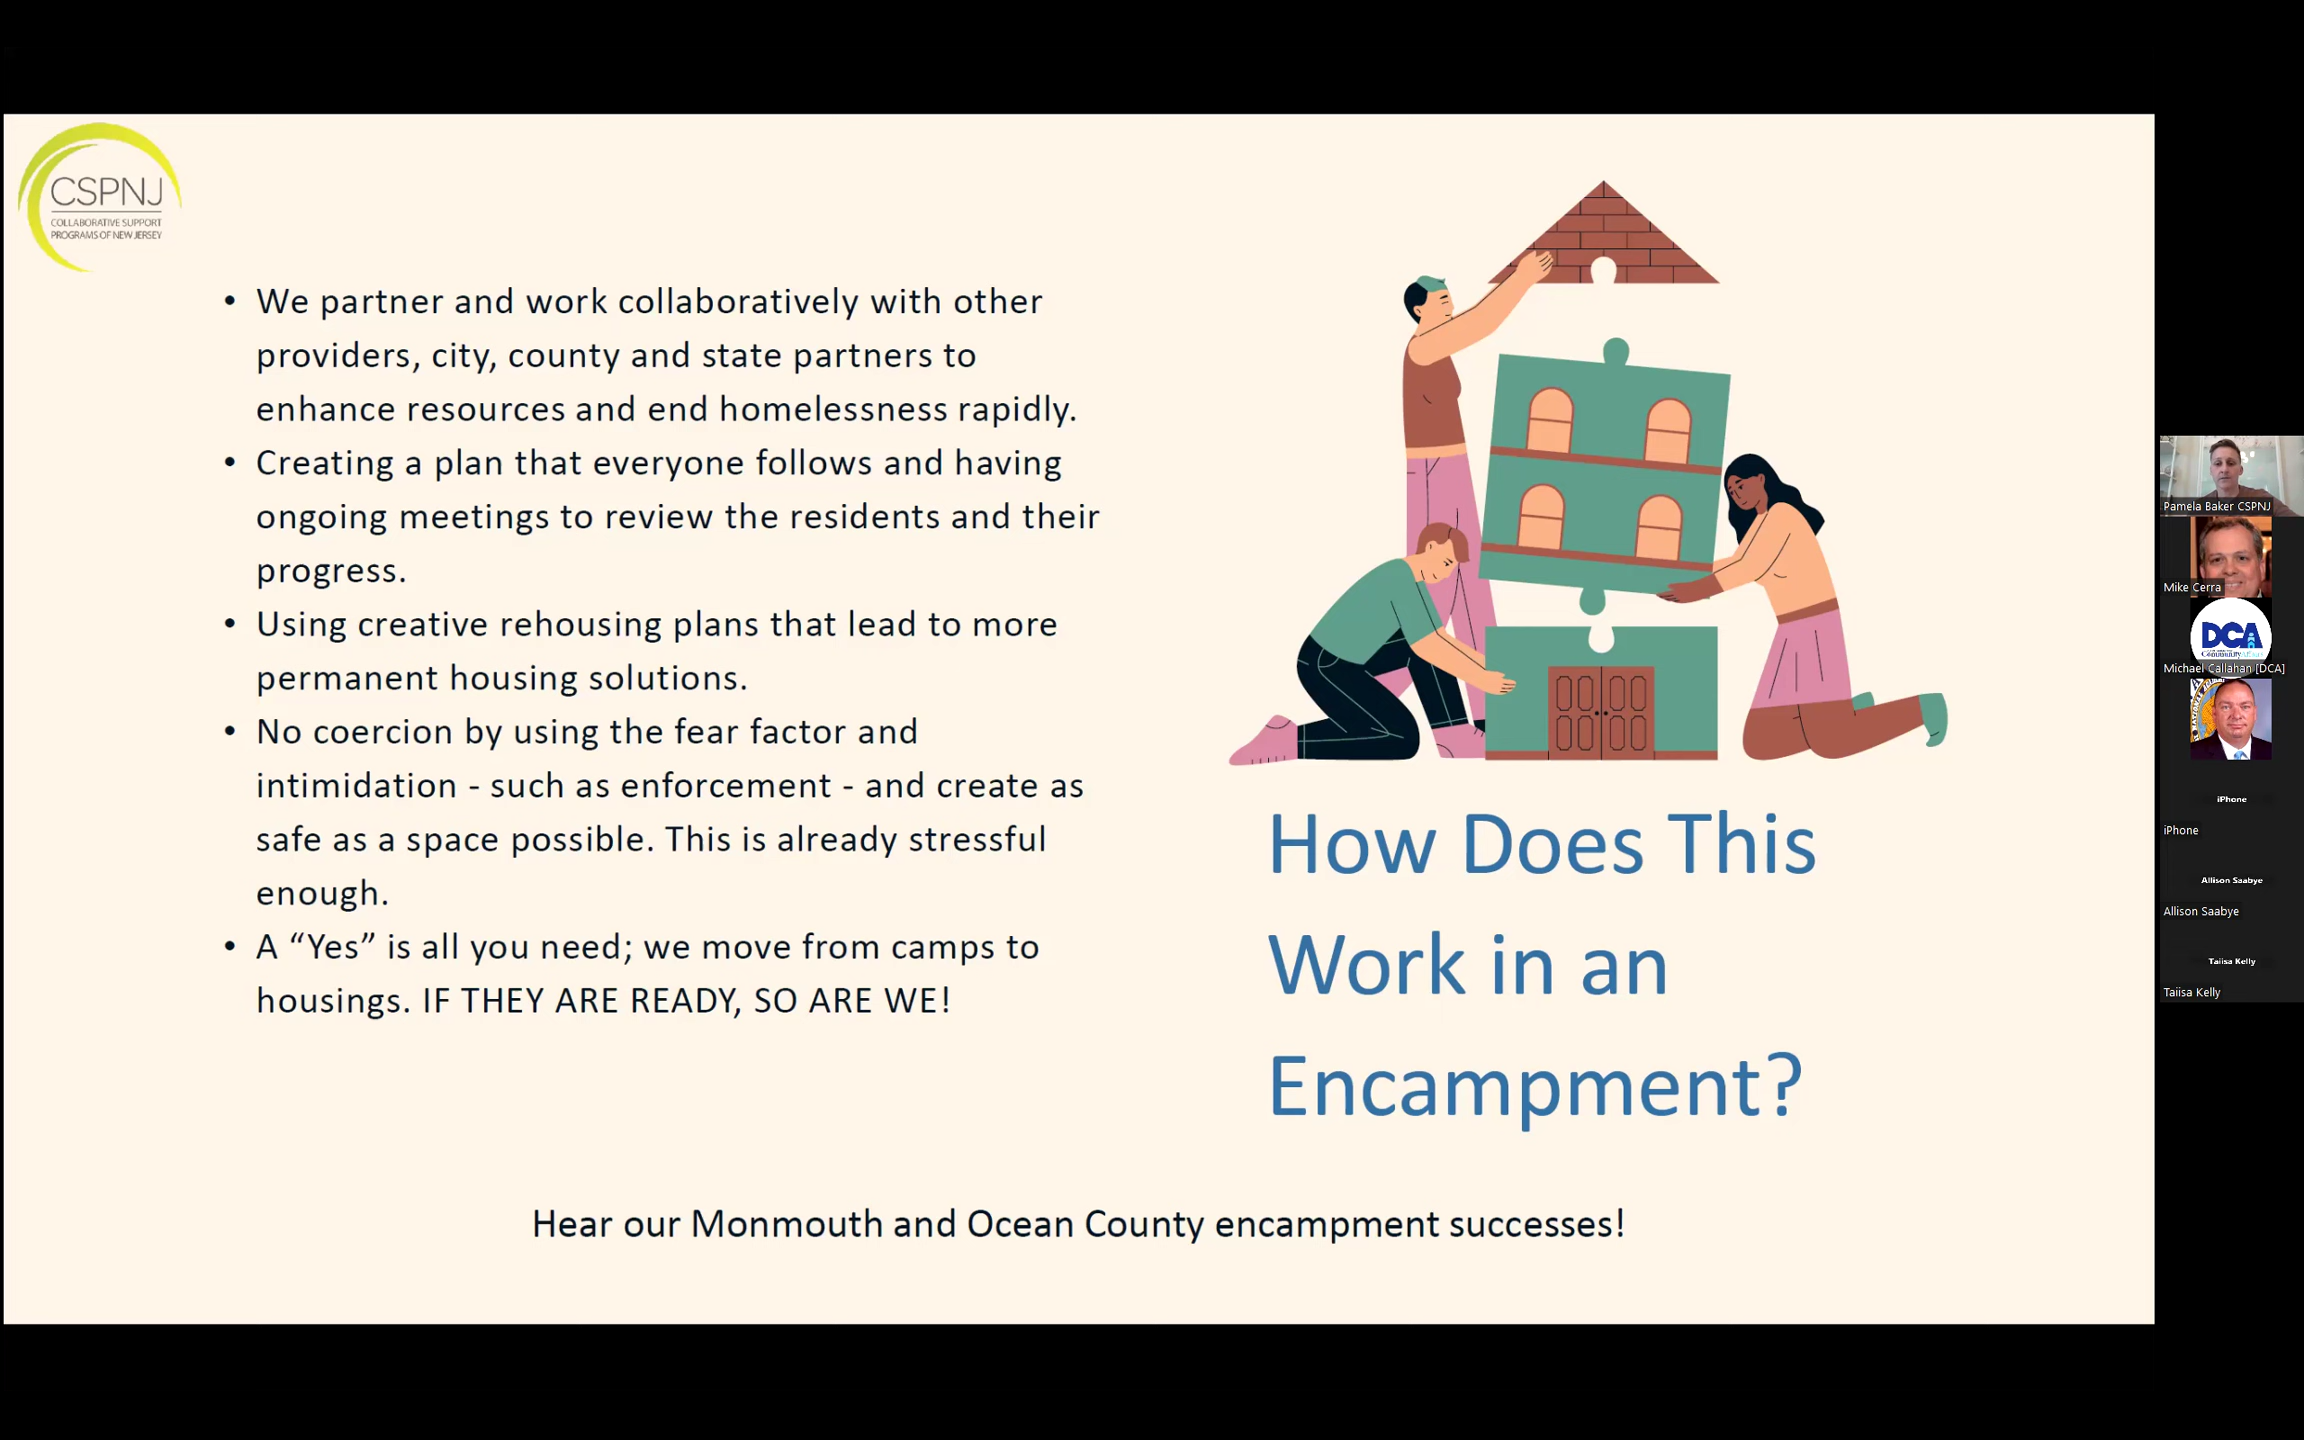 CSPNJ
COLLABORATIVE SUPPORT
PROGRAMS OF NEW JERSEY
• We partner and work collaboratively with other
providers, city, county and state partners to
enhance resources and end homelessness rapidly.
• Creating a plan that everyone follows and having
ongoing meetings to review the residents and their
progress.
• Using creative rehousing plans that lead to more
permanent housing solutions.
• No coercion by using the fear factor and
intimidation - such as enforcement - and create as
safe as a space possible. This is already stressful
enough.
• A “Yes” is all you need; we move from camps to
housings. IF THEY ARE READY, SO ARE WE!
How Does This
Work in an
Encampment?
Hear our Monmouth and Ocean County encampment successes!
Pamela Baker CSPNJ
Mike Cerra
DCA
Michael Callahan [DCA]
iPhone
iPhone
Allison Saabye
Allison Saabye
Taiisa Kelly
Taiisa Kelly